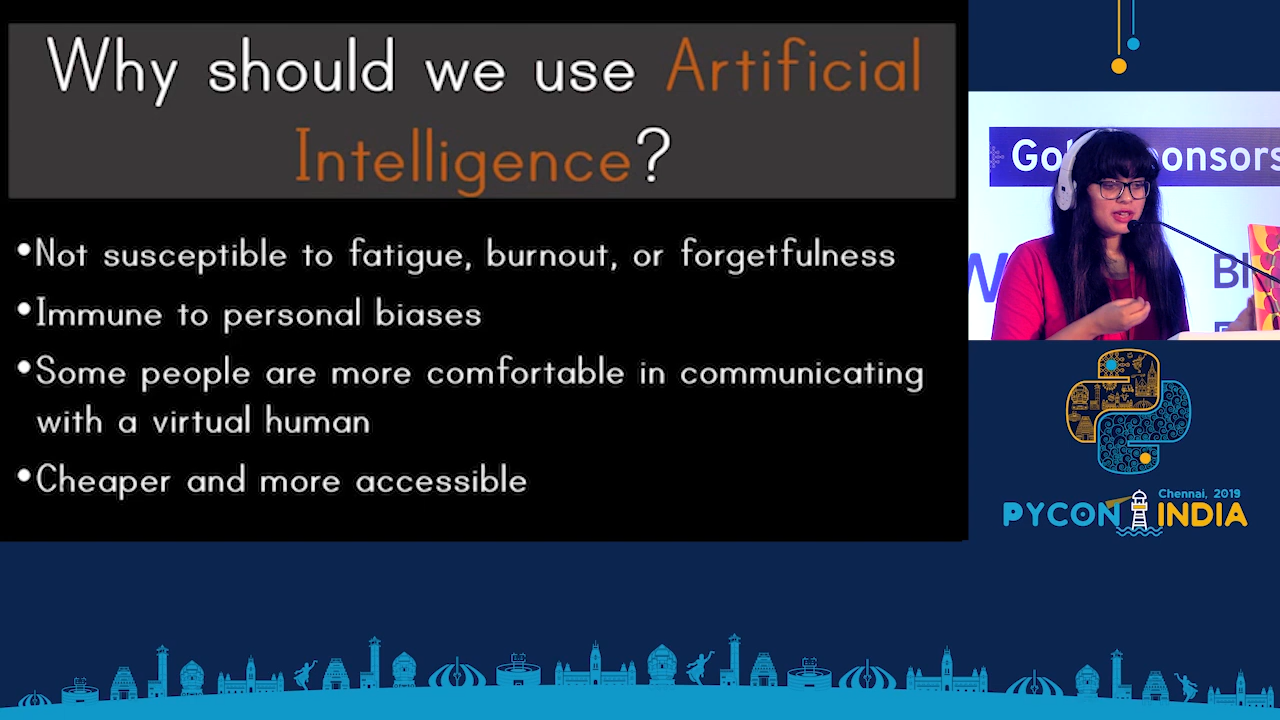 Why should we use Artificial
Intelligence?
•Not susceptible to fatigue, burnout, or forgetfulness
•Immune to personal biases
•Some people are more comfortable in communicating
with a virtual human
•Cheaper and more accessible
Chennai, 2019
PYCON INDIA